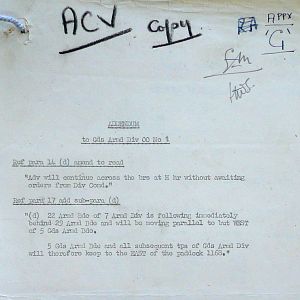 ACV Copy
APPX
'G'
ADDENDUM
to Gds Armd Div OO No 1
Ref para 14 (d) amend to read
"Adv will continue across the brs at H hr without awaiting
orders from Div Comd."
Ref para 17 add sub-para (d)
"(d) 22 Armd Bde of 7 Armd Div is following immediately
behind 29 Armd Bde and will be moving parallel to but WEST
of 5 Gds Armd Bde.
5 Gds Armd Bde and all subsequent tps of Gds Armd Div
will therefore keep to the EAST of the paddock 1168."